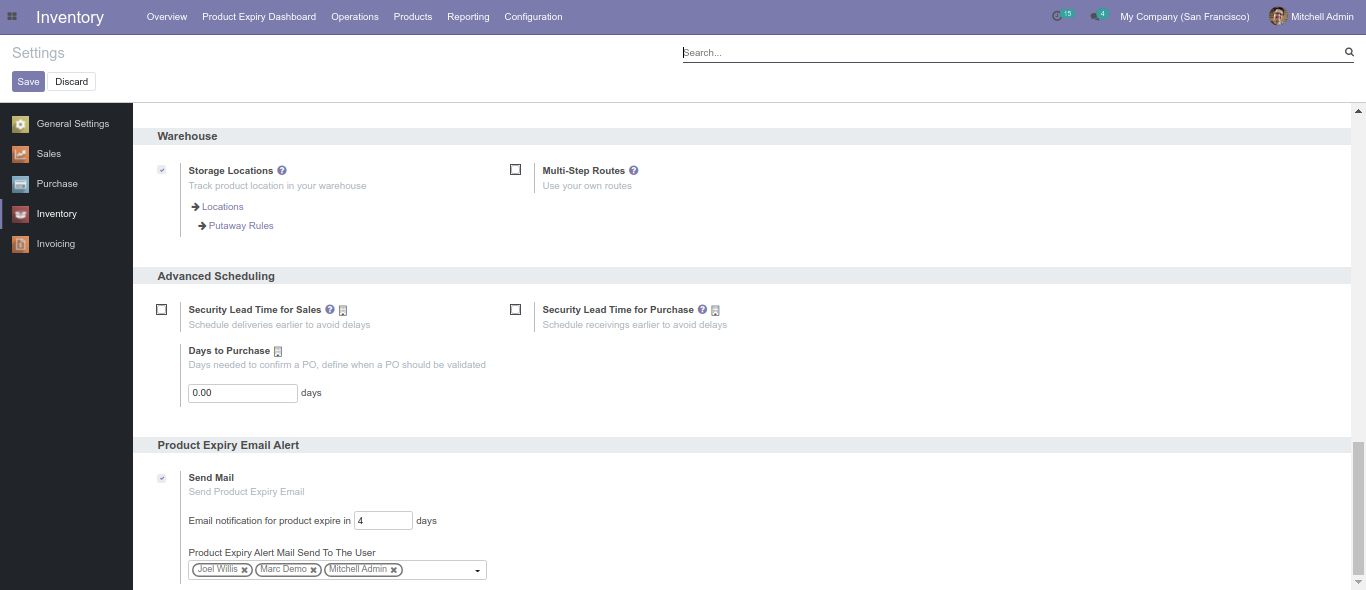 Inventory Overview Product Expiry Dashboard Operations Products Reporting Configuration 15 4 My Company (San Francisco) Mitchell Admin
Settings Search...
Save Discard
General Settings
Sales
Purchase
Inventory
Invoicing
Warehouse
Storage Locations ? Multi-Step Routes ?
Track product location in your warehouse Use your own routes
Locations
Putaway Rules
Advanced Scheduling
Security Lead Time for Sales ? Security Lead Time for Purchase ?
Schedule deliveries earlier to avoid delays Schedule receivings earlier to avoid delays
Days to Purchase
Days needed to confirm a PO, define when a PO should be validated
0.00 days
Product Expiry Email Alert
Send Mail
Send Product Expiry Email
Email notification for product expire in 4 days
Product Expiry Alert Mail Send To The User
Joel Willis Marc Demo Mitchell Admin